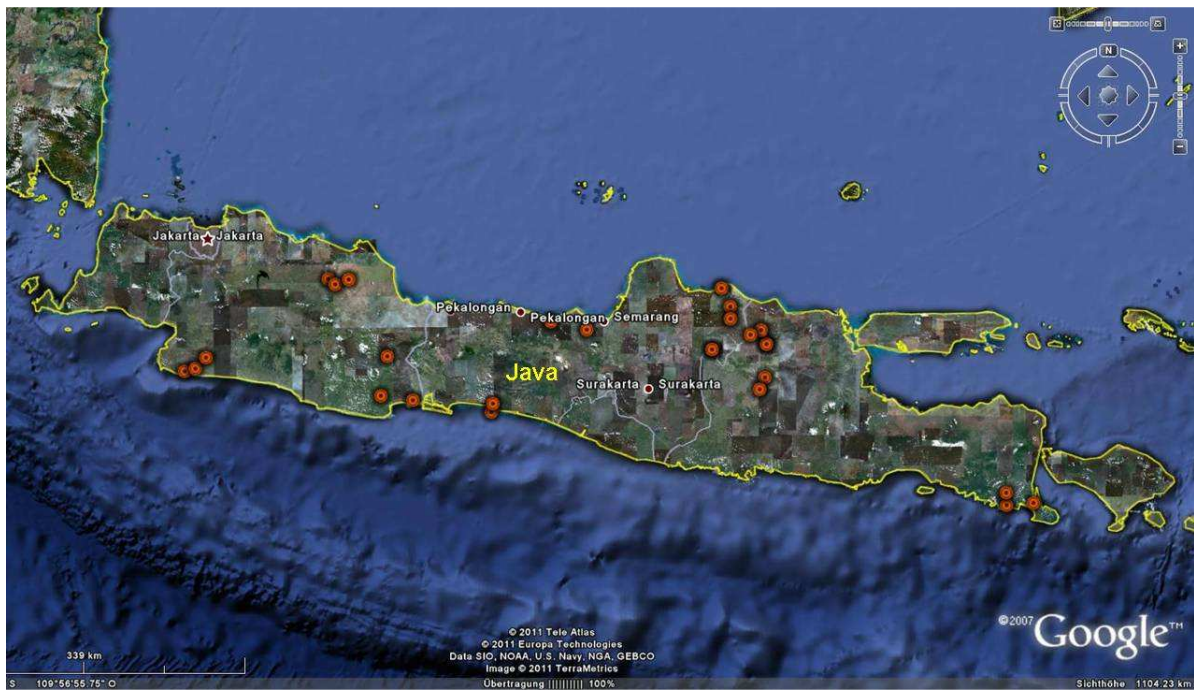 N
Jakarta Jakarta
Pekalongan
Pekalongan Semarang
Java
Surakarta Surakarta
©2007 Google™
© 2011 Tele Atlas
© 2011 Europa Technologies
Data SIO, NOAA, U.S. Navy, NGA, GEBCO
Image © 2011 TerraMetrics
339 km
S 109°56'55.75" O Übertragung |||||||||| 100% Sichthöhe 1104.23 km